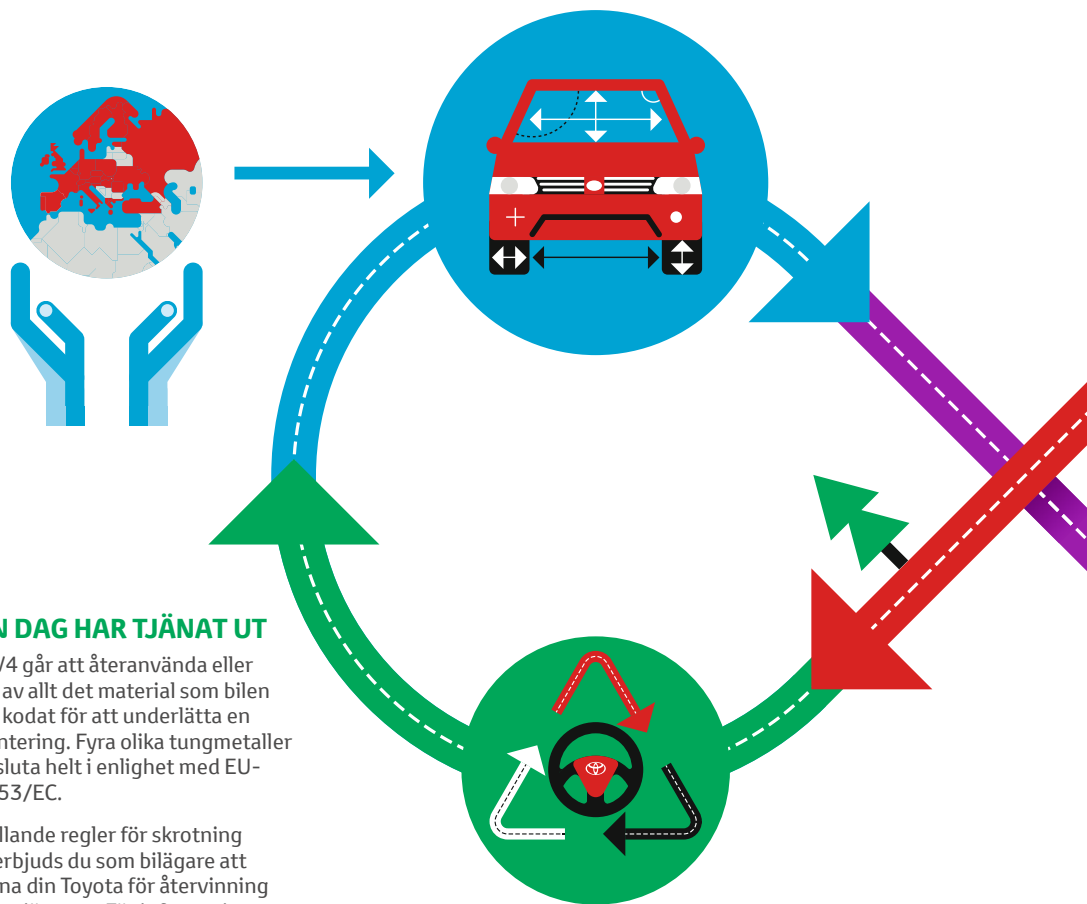 N DAG HAR TJÄNAT UT
/4 går att återanvända eller
av allt det material som bilen
kodat för att underlätta en
ntering. Fyra olika tungmetaller
sluta helt i enlighet med EU-
53/EC.
llande regler för skrotning
erbjuds du som bilägare att
na din Toyota för återvinning